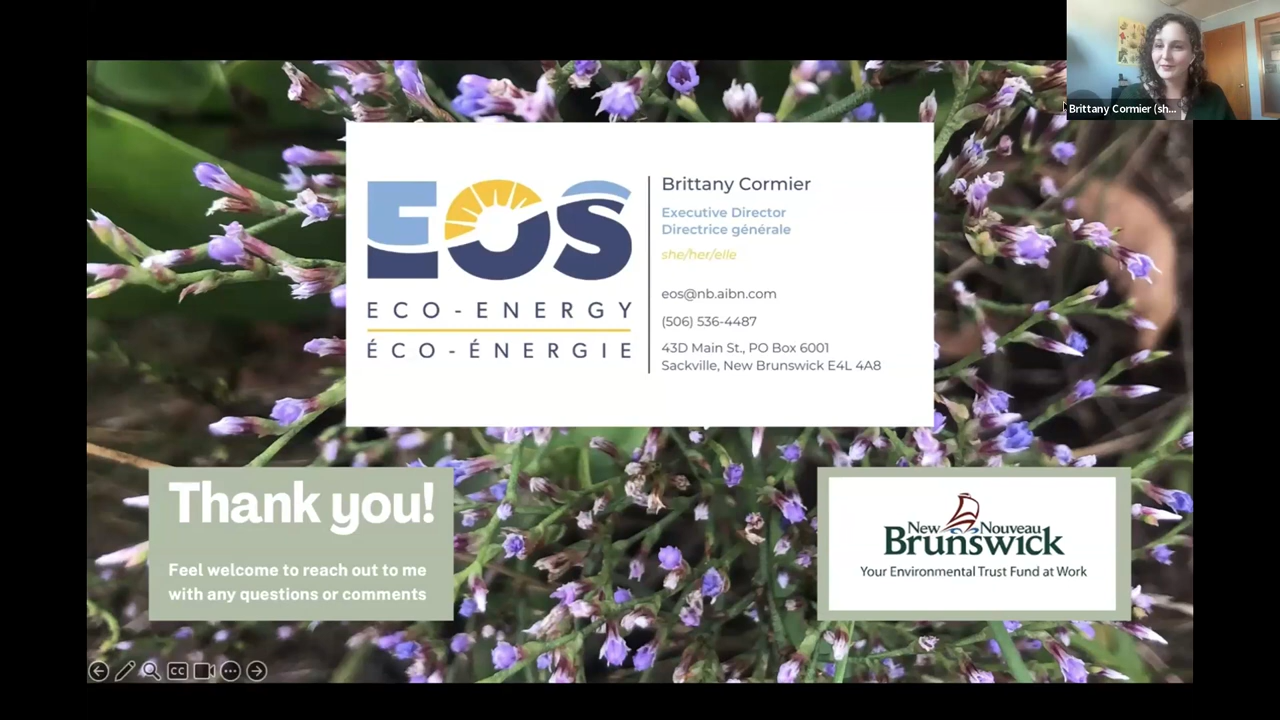 Brittany Cormier (sh...
EOS
ECO-ENERGY
ÉCO-ÉNERGIE
Brittany Cormier
Executive Director
Directrice générale
she/her/elle
eos@nb.aibn.com
(506) 536-4487
43D Main St., PO Box 6001
Sackville, New Brunswick E4L 4A8
Thank you!
Feel welcome to reach out to me
with any questions or comments
New Nouveau
Brunswick
Your Environmental Trust Fund at Work
CC